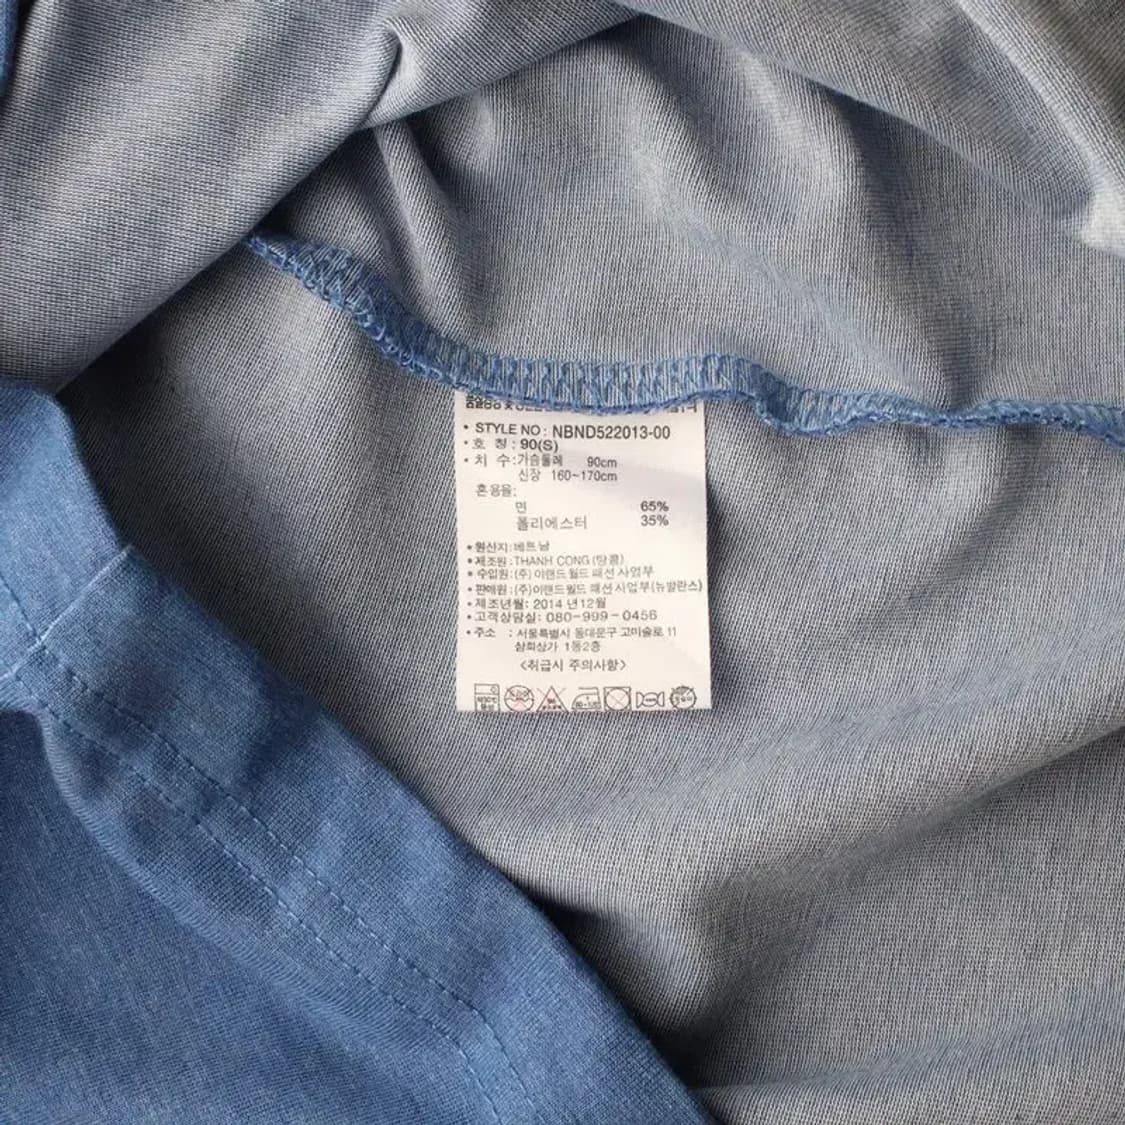 • STYLE NO : NBND522013-00
• 호 칭 : 90(S)
• 치 수 : 가슴둘레 90cm
신장 160~170cm
혼용율:
면 65%
폴리에스터 35%
• 원산지: 베트남
• 제조원: THANH CONG (탕콩)
• 수입원: (주) 이랜드 월드 패션 사업부
• 판매원: (주)이랜드월드 패션사업부(뉴발란스)
• 제조년월: 2014 년12월
• 고객상담실: 080-999-0456
• 주소 : 서울특별시 동대문구 고미술로 11
삼희상가 1동2층
<취급시 주의사항>